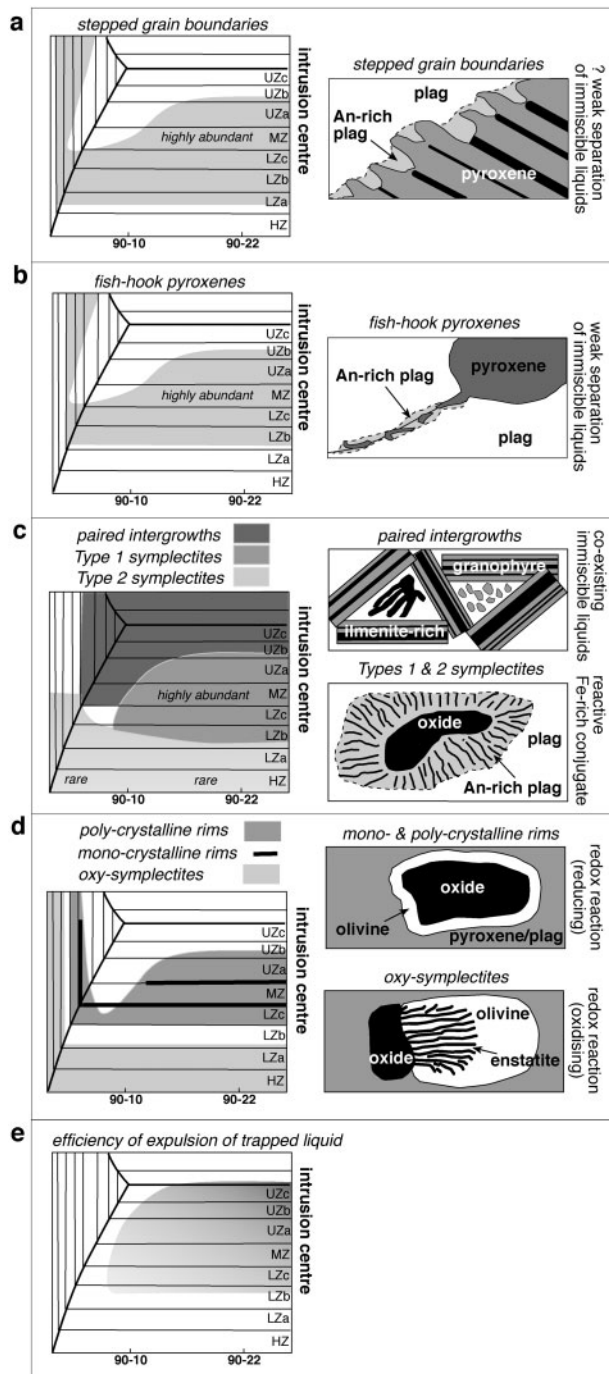 a
stepped grain boundaries
UZc
UZb
UZa
highly abundant
MZ
LZc
LZb
LZa
HZ
90-10
90-22
intrusion centre
stepped grain boundaries
plag
An-rich
plag
pyroxene
? weak separation
of immiscible liquids
b
fish-hook pyroxenes
UZc
UZb
UZa
highly abundant
MZ
LZc
LZb
LZa
HZ
90-10
90-22
intrusion centre
fish-hook pyroxenes
pyroxene
An-rich plag
plag
weak separation
of immiscible liquids
c
paired intergrowths
Type 1 symplectites
Type 2 symplectites
UZc
UZb
UZa
highly abundant
MZ
LZc
LZb
LZa
rare
rare
HZ
90-10
90-22
intrusion centre
paired intergrowths
granophyre
ilmenite-rich
co-existing
immiscible liquids
Types 1 & 2 symplectites
oxide
plag
An-rich plag
reactive
Fe-rich conjugate
d
poly-crystalline rims
mono-crystalline rims
oxy-symplectites
UZc
UZb
UZa
MZ
LZc
LZb
LZa
HZ
90-10
90-22
intrusion centre
mono- & poly-crystalline rims
oxide
olivine
pyroxene/plag
redox reaction
(reducing)
oxy-symplectites
olivine
oxide
enstatite
redox reaction
(oxidising)
e
efficiency of expulsion of trapped liquid
UZc
UZb
UZa
MZ
LZc
LZb
LZa
HZ
90-10
90-22
intrusion centre